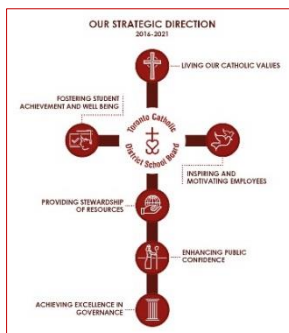 OUR STRATEGIC DIRECTION
2016-2021
LIVING OUR CATHOLIC VALUES
FOSTERING STUDENT
ACHIEVEMENT AND WELL BEING
Toronto Catholic
District School Board
INSPIRING AND
MOTIVATING EMPLOYEES
PROVIDING STEWARDSHIP
OF RESOURCES
ENHANCING PUBLIC
CONFIDENCE
ACHIEVING EXCELLENCE IN
GOVERNANCE